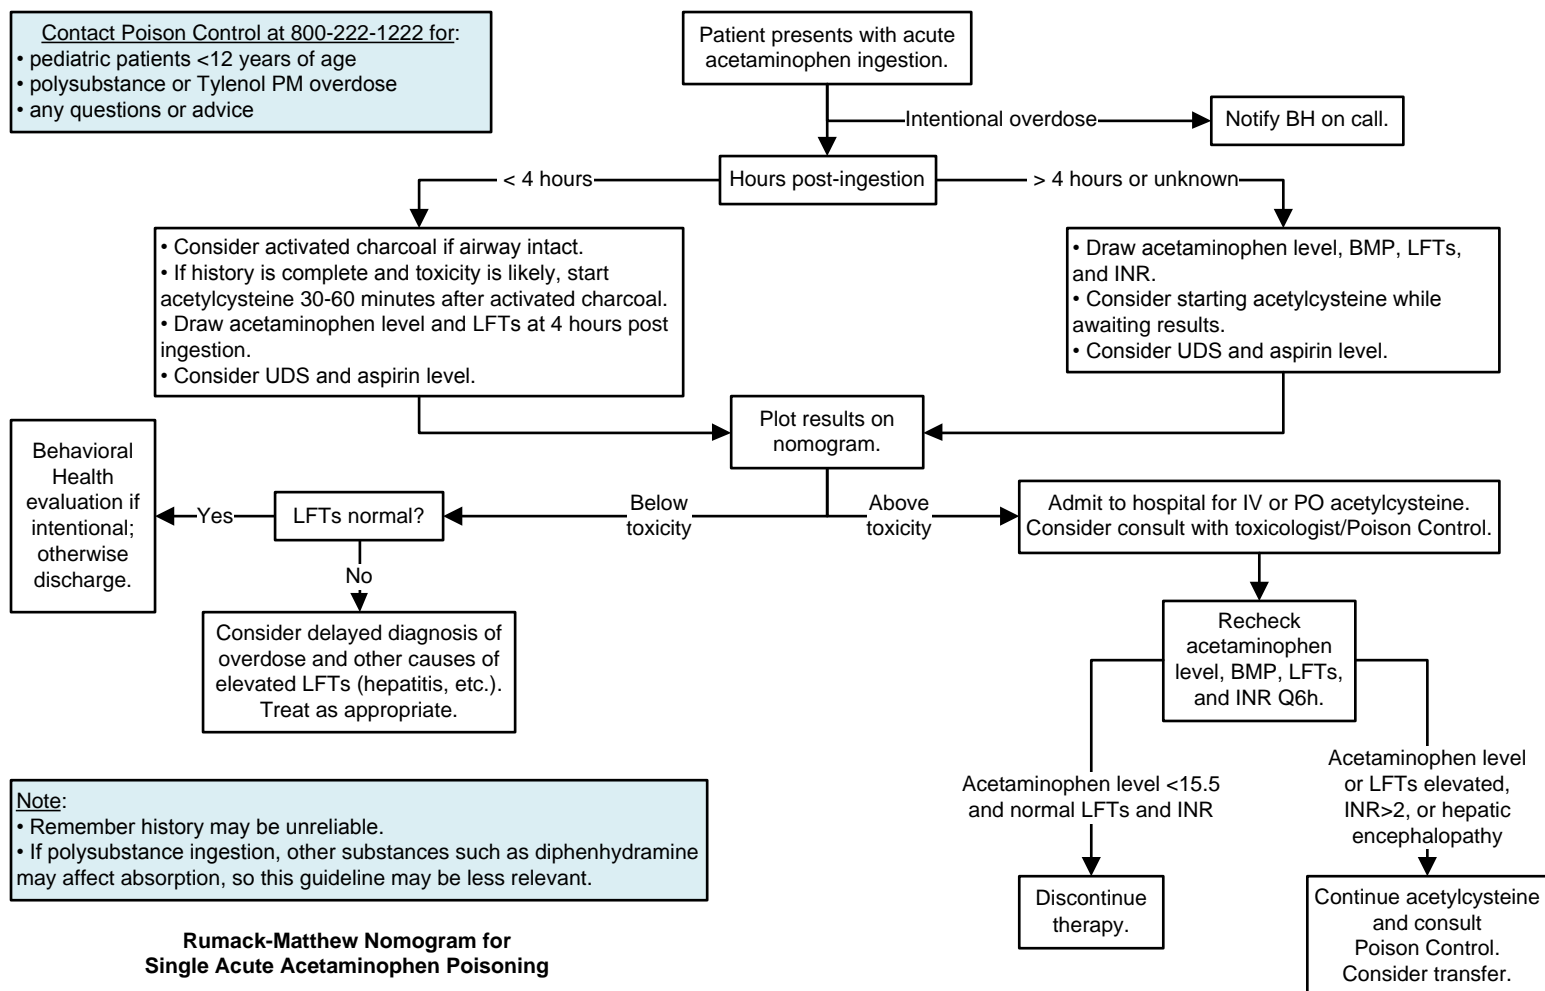 Contact Poison Control at 800-222-1222 for:
• pediatric patients <12 years of age
• polysubstance or Tylenol PM overdose
• any questions or advice
Patient presents with acute
acetaminophen ingestion.
Intentional overdose
Notify BH on call.
< 4 hours
Hours post-ingestion
> 4 hours or unknown
• Consider activated charcoal if airway intact.
• If history is complete and toxicity is likely, start
acetylcysteine 30-60 minutes after activated charcoal.
• Draw acetaminophen level and LFTs at 4 hours post
ingestion.
• Consider UDS and aspirin level.
• Draw acetaminophen level, BMP, LFTs,
and INR.
• Consider starting acetylcysteine while
awaiting results.
• Consider UDS and aspirin level.
Plot results on
nomogram.
Behavioral
Health
evaluation if
intentional;
otherwise
discharge.
Yes
LFTs normal?
Below
toxicity
Above
toxicity
Admit to hospital for IV or PO acetylcysteine.
Consider consult with toxicologist/Poison Control.
No
Consider delayed diagnosis of
overdose and other causes of
elevated LFTs (hepatitis, etc.).
Treat as appropriate.
Recheck
acetaminophen
level, BMP, LFTs,
and INR Q6h.
Acetaminophen level <15.5
and normal LFTs and INR
Acetaminophen level
or LFTs elevated,
INR>2, or hepatic
encephalopathy
Note:
• Remember history may be unreliable.
• If polysubstance ingestion, other substances such as diphenhydramine
may affect absorption, so this guideline may be less relevant.
Discontinue
therapy.
Continue acetylcysteine
and consult
Poison Control.
Consider transfer.
Rumack-Matthew Nomogram for
Single Acute Acetaminophen Poisoning